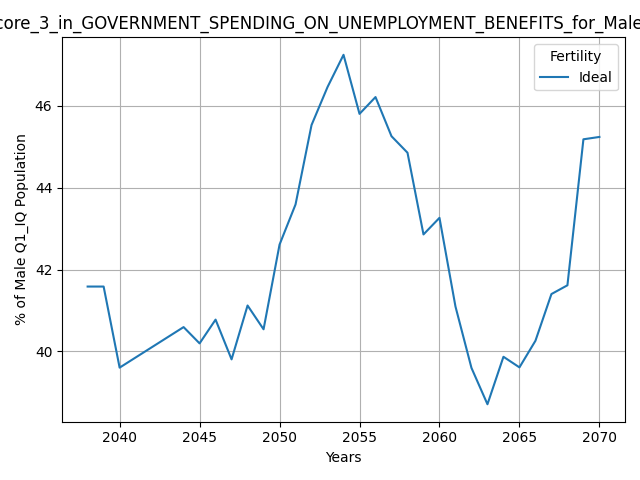 core_3_in_GOVERNMENT_SPENDING_ON_UNEMPLOYMENT_BENEFITS_for_Male
Fertility
Ideal
% of Male Q1_IQ Population
46
44
42
40
2040 2045 2050 2055 2060 2065 2070
Years